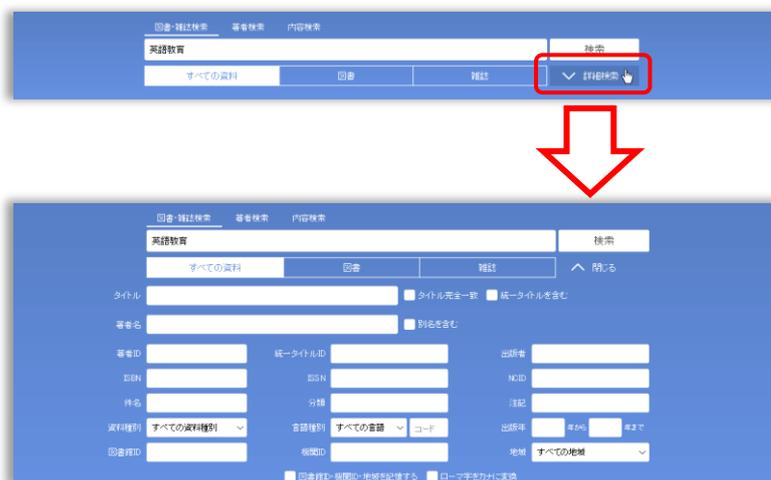 図書・雑誌検索 著者検索 内容検索
英語教育 検索
すべての資料 図書 雑誌 詳細検索
図書・雑誌検索 著者検索 内容検索
英語教育 検索
すべての資料 図書 雑誌 閉じる
タイトル タイトル完全一致 統一タイトルを含む
著者名 別名を含む
著者ID 統一タイトルID 出版者
ISBN ISSN NCID
件名 分類 注記
資料種別 すべての資料種別 言語種別 すべての言語 コード 出版年 年から 年まで
図書館ID 機関ID 地域 すべての地域
図書館ID・機関ID・地域を記憶する ローマ字をカナに変換